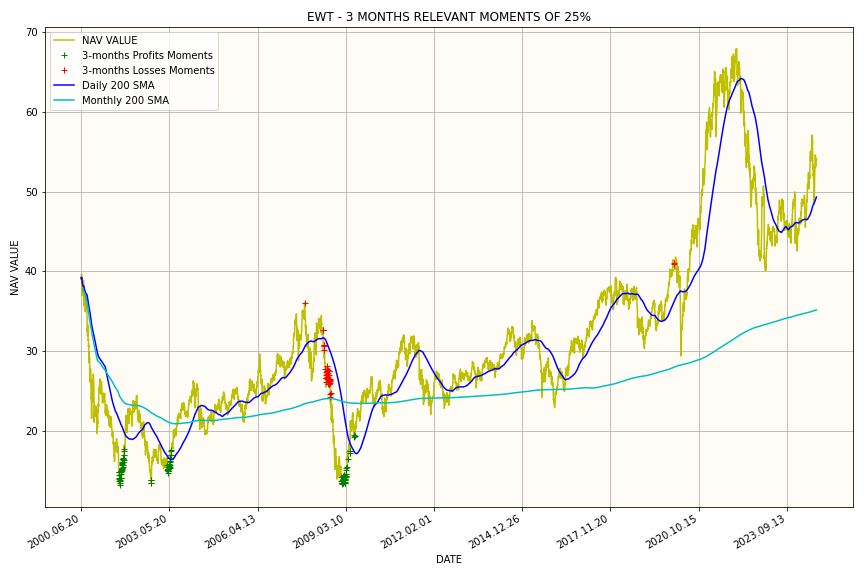 EWT - 3 MONTHS RELEVANT MOMENTS OF 25%
NAV VALUE
3-months Profits Moments
3-months Losses Moments
Daily 200 SMA
Monthly 200 SMA
NAV VALUE
70
60
50
40
30
20
2000.06.20
2003.05.20
2006.04.13
2009.03.10
2012.02.01
2014.12.26
2017.11.20
2020.10.15
2023.09.13
DATE